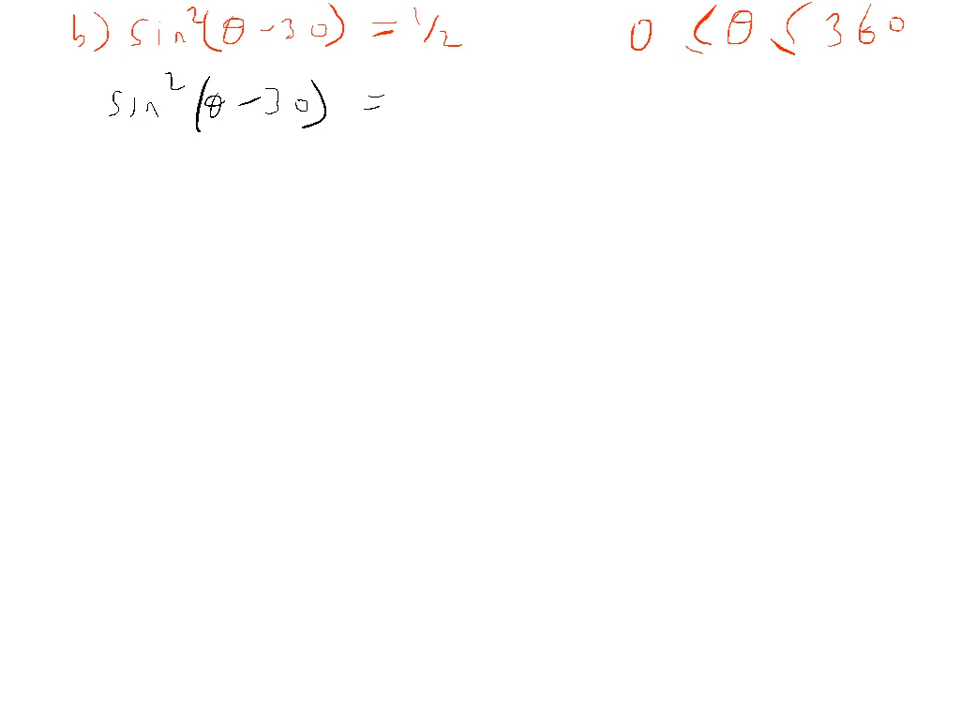 b) sin²(θ-30) = 1/2 0 ≤ θ ≤ 360
sin²(θ-30) =